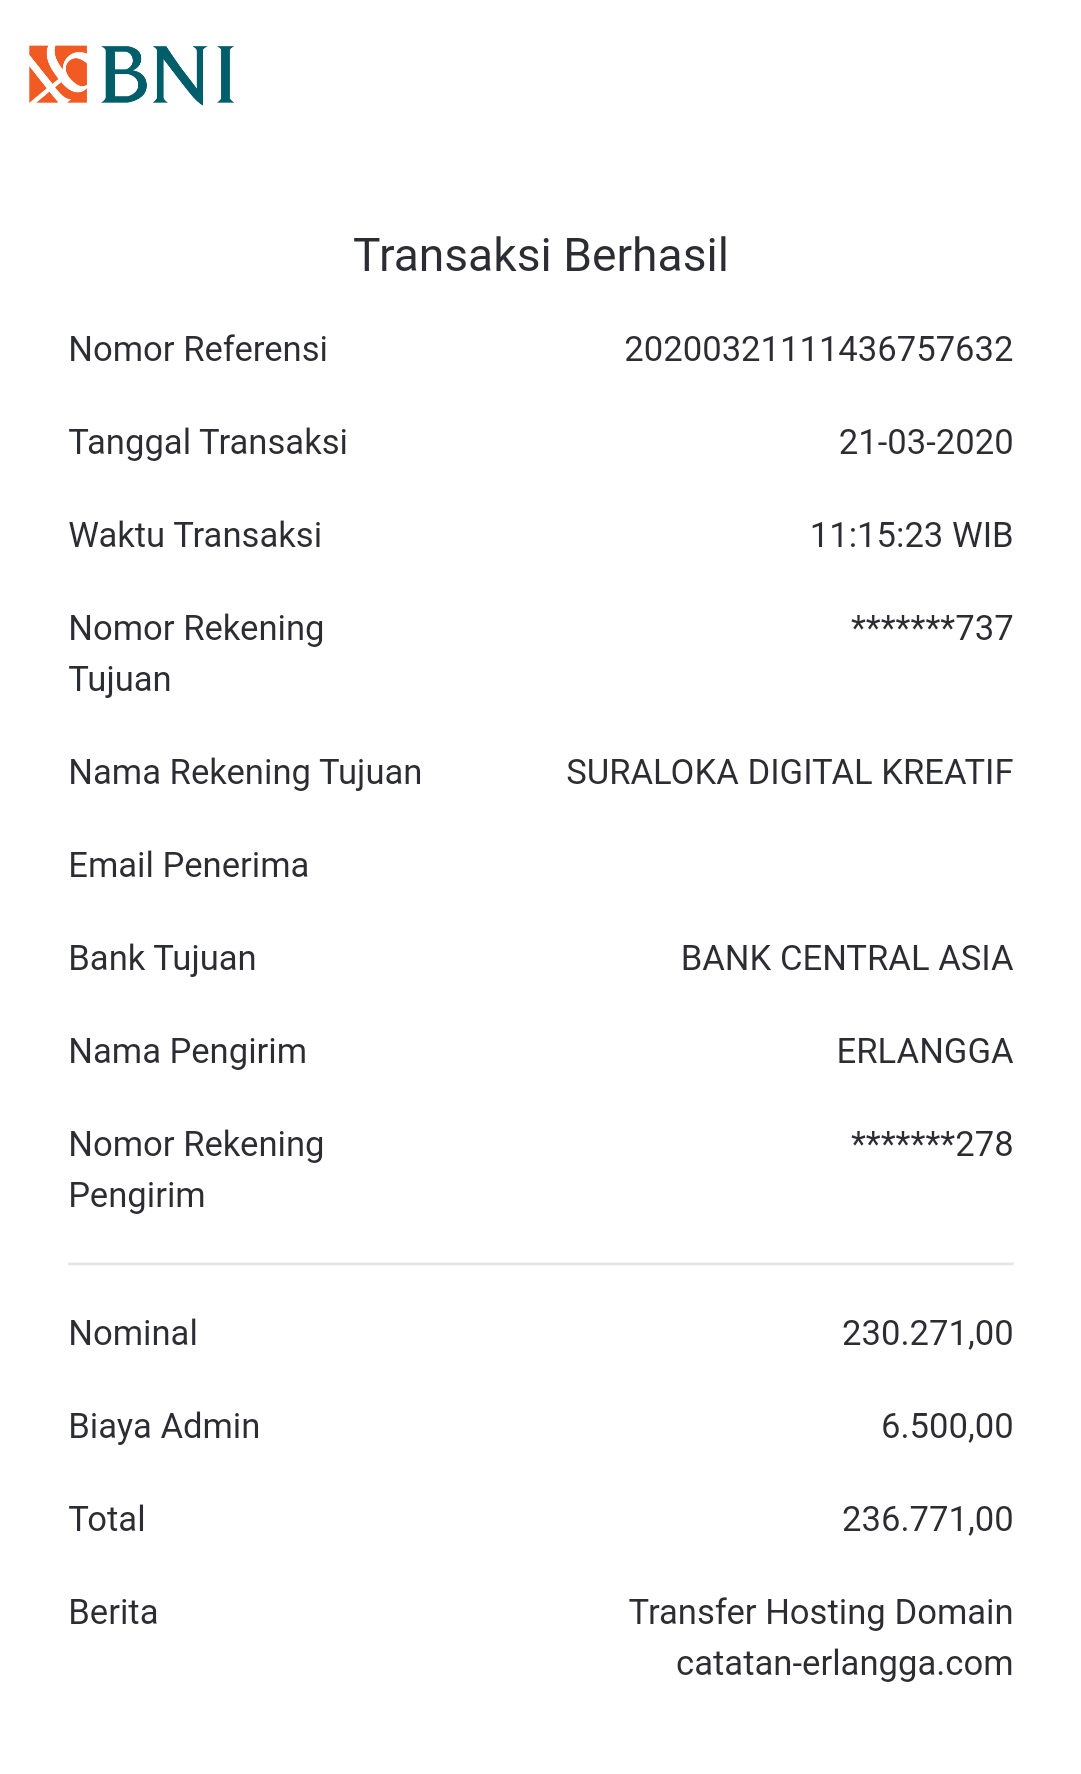 BNI
Transaksi Berhasil
Nomor Referensi 20200321111436757632
Tanggal Transaksi 21-03-2020
Waktu Transaksi 11:15:23 WIB
Nomor Rekening *******737
Tujuan
Nama Rekening Tujuan SURALOKA DIGITAL KREATIF
Email Penerima
Bank Tujuan BANK CENTRAL ASIA
Nama Pengirim ERLANGGA
Nomor Rekening *******278
Pengirim
Nominal 230.271,00
Biaya Admin 6.500,00
Total 236.771,00
Berita Transfer Hosting Domain
catatan-erlangga.com